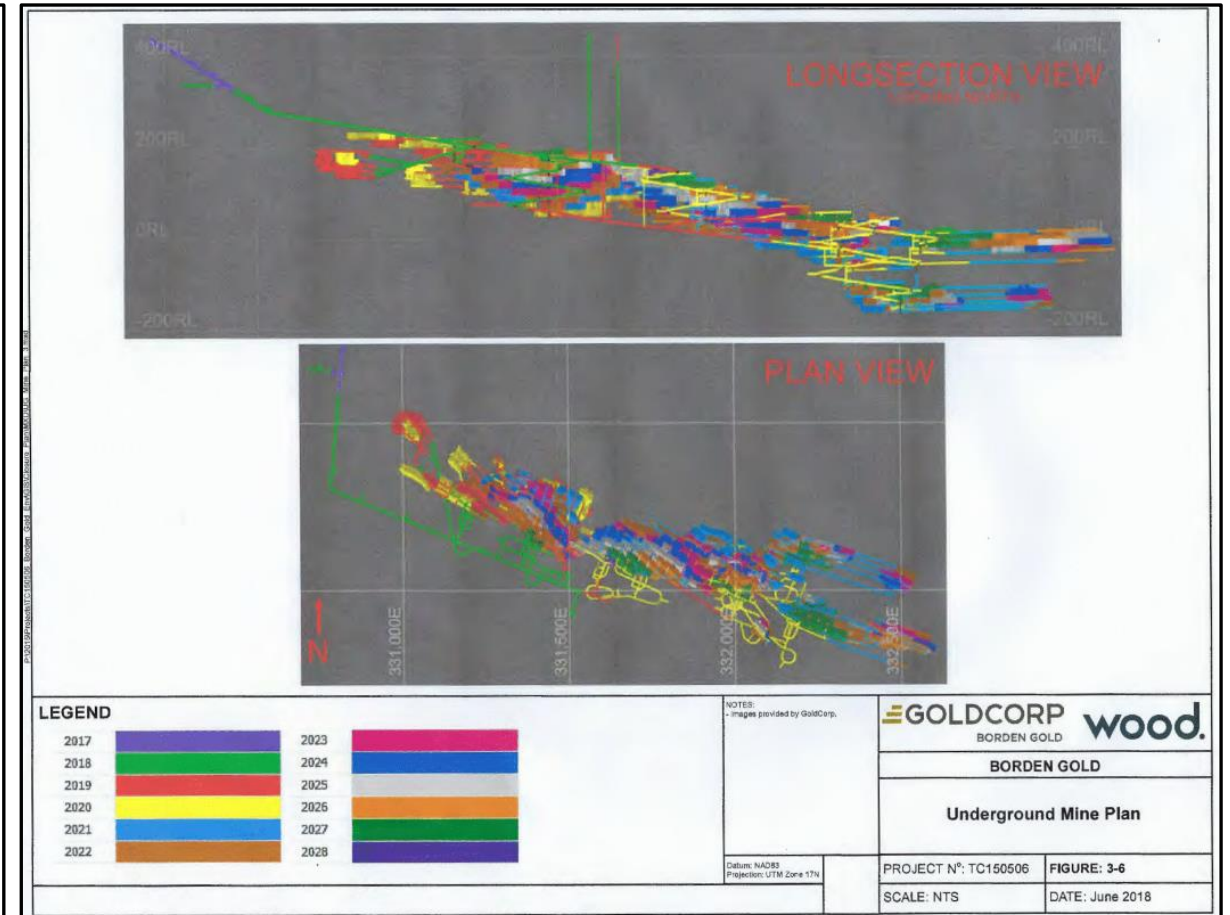 400RL
400RL
LONGSECTION VIEW
LOOKING NORTH
200RL
200RL
0RL
-200RL
-200RL
PLAN VIEW
N
331,000E
331,500E
332,000E
332,500E
LEGEND
2017
2018
2019
2020
2021
2022
2023
2024
2025
2026
2027
2028
NOTES:
- Images provided by GoldCorp.
Datum: NAD83
Projection: UTM Zone 17N
GOLDCORP
BORDEN GOLD
wood.
BORDEN GOLD
Underground Mine Plan
PROJECT Nº: TC150506
FIGURE: 3-6
SCALE: NTS
DATE: June 2018